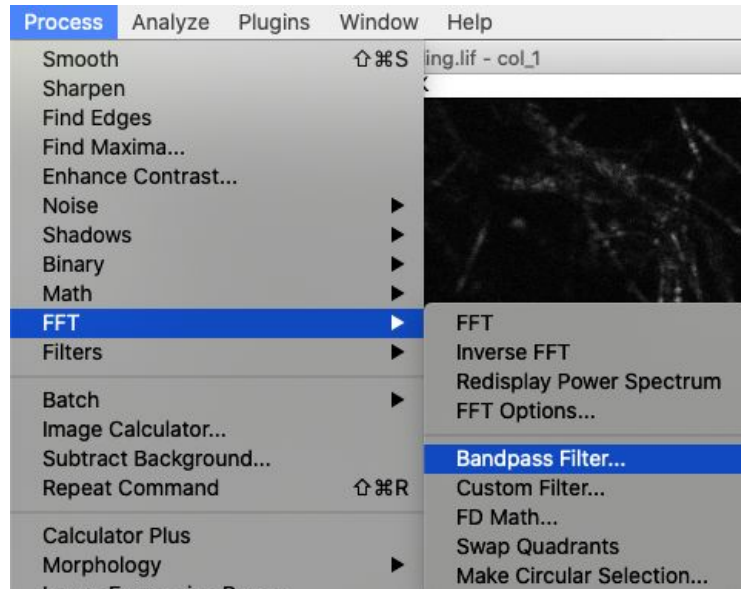 Process Analyze Plugins Window Help
Smooth ⇧⌘S
ing.lif - col_1
Sharpen
Find Edges
Find Maxima...
Enhance Contrast...
Noise
Shadows
Binary
Math
FFT
Filters
Batch
Image Calculator...
Subtract Background...
Repeat Command ⇧⌘R
Calculator Plus
Morphology
FFT
Inverse FFT
Redisplay Power Spectrum
FFT Options...
Bandpass Filter...
Custom Filter...
FD Math...
Swap Quadrants
Make Circular Selection...